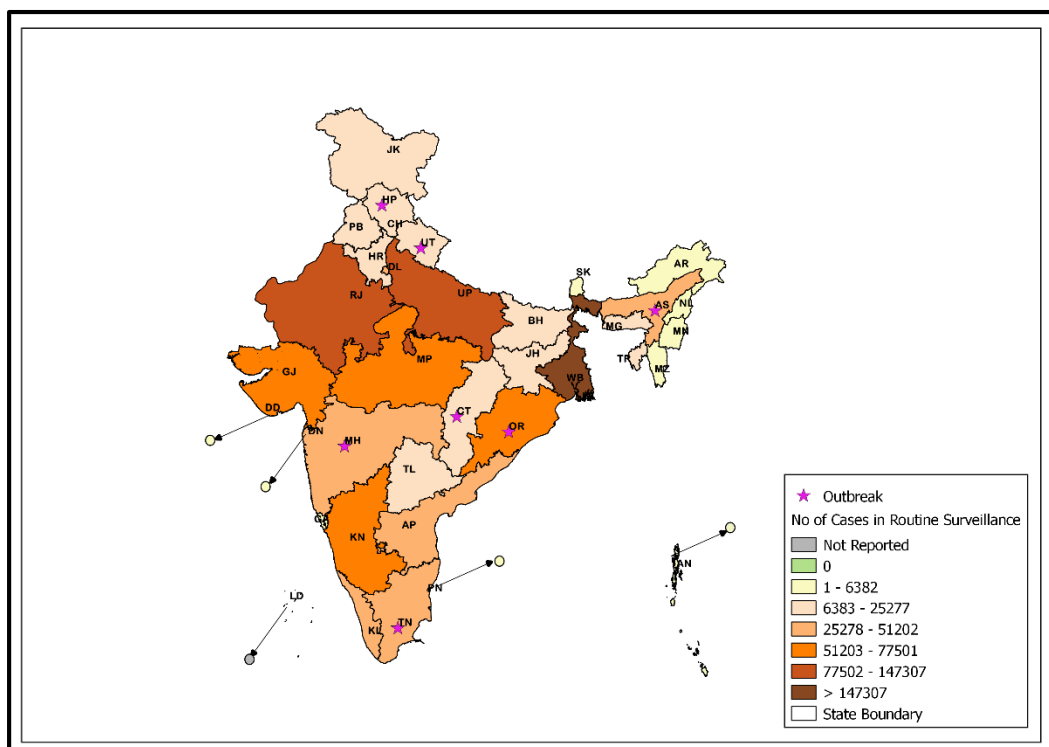 JK
HP
CH
PB
UT
HR
DL
RJ
UP
SK
AR
AS
NL
BH
MG
MN
JH
TR
MZ
MP
GJ
WB
DD
CT
DN
MH
OR
TL
GA
AP
KN
AN
PN
LD
TN
KL
Outbreak
No of Cases in Routine Surveillance
Not Reported
0
1 - 6382
6383 - 25277
25278 - 51202
51203 - 77501
77502 - 147307
> 147307
State Boundary